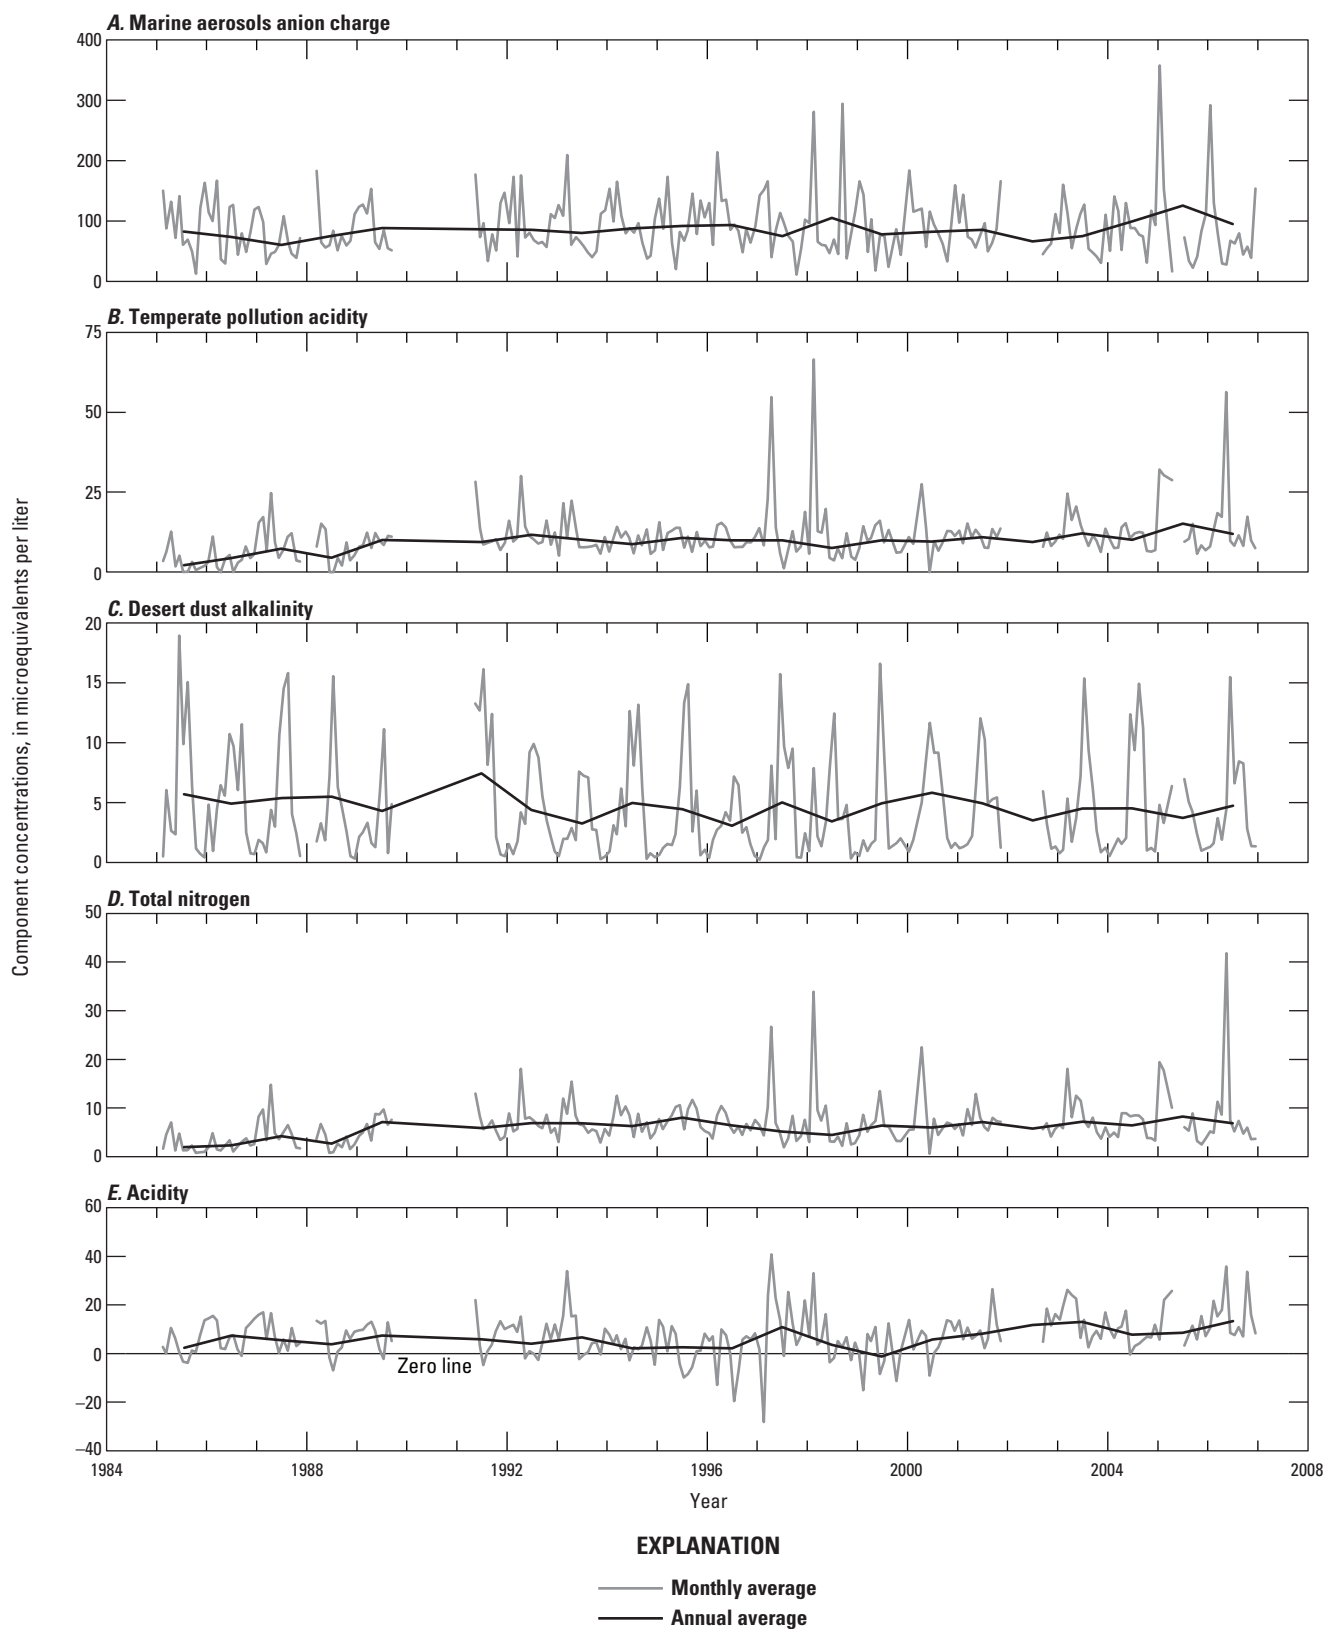 A. Marine aerosols anion charge
400
300
200
100
0
B. Temperate pollution acidity
75
50
25
0
C. Desert dust alkalinity
20
15
10
5
0
D. Total nitrogen
50
40
30
20
10
0
E. Acidity
60
40
20
0
Zero line
–20
–40
1984 1988 1992 1996 2000 2004 2008
Year
Component concentrations, in microequivalents per liter
EXPLANATION
Monthly average
Annual average